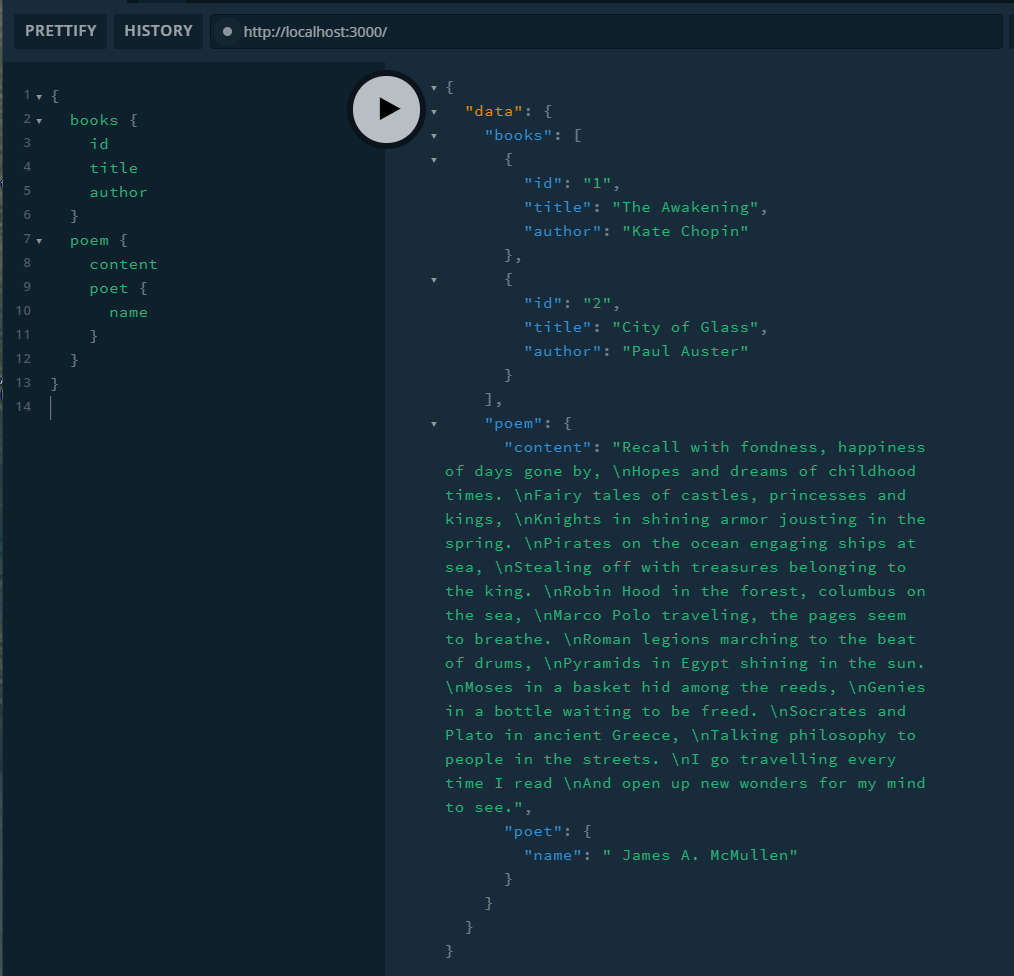 PRETTIFY HISTORY http://localhost:3000/
1 {
2 books {
3 id
4 title
5 author
6 }
7 poem {
8 content
9 poet {
10 name
11 }
12 }
13 }
14
{
"data": {
"books": [
{
"id": "1",
"title": "The Awakening",
"author": "Kate Chopin"
},
{
"id": "2",
"title": "City of Glass",
"author": "Paul Auster"
}
],
"poem": {
"content": "Recall with fondness, happiness
of days gone by, \nHopes and dreams of childhood
times. \nFairy tales of castles, princesses and
kings, \nKnights in shining armor jousting in the
spring. \nPirates on the ocean engaging ships at
sea, \nStealing off with treasures belonging to
the king. \nRobin Hood in the forest, columbus on
the sea, \nMarco Polo traveling, the pages seem
to breathe. \nRoman legions marching to the beat
of drums, \nPyramids in Egypt shining in the sun.
\nMoses in a basket hid among the reeds, \nGenies
in a bottle waiting to be freed. \nSocrates and
Plato in ancient Greece, \nTalking philosophy to
people in the streets. \nI go travelling every
time I read \nAnd open up new wonders for my mind
to see.",
"poet": {
"name": " James A. McMullen"
}
}
}
}